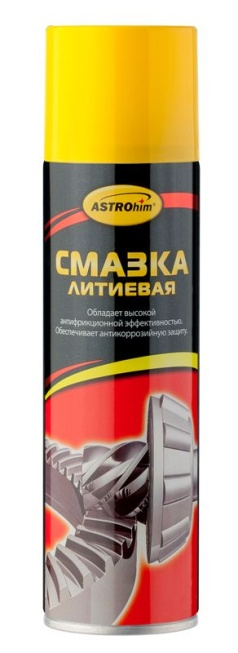 ASTROhim®
СМАЗКА
ЛИТИЕВАЯ
Обладает высокой
антифрикционной эффективностью.
Обеспечивает антикоррозийную защиту.